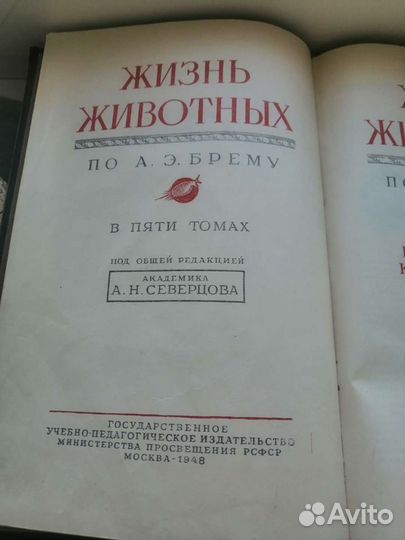 ЖИЗНЬ
ЖИВОТНЫХ
ПО А. Э. БРЕМУ
В ПЯТИ ТОМАХ
ПОД ОБЩЕЙ РЕДАКЦИЕЙ
АКАДЕМИКА
А. Н. СЕВЕРЦОВА
ГОСУДАРСТВЕННОЕ
УЧЕБНО-ПЕДАГОГИЧЕСКОЕ ИЗДАТЕЛЬСТВО
МИНИСТЕРСТВА ПРОСВЕЩЕНИЯ РСФСР
МОСКВА-1948
Avito